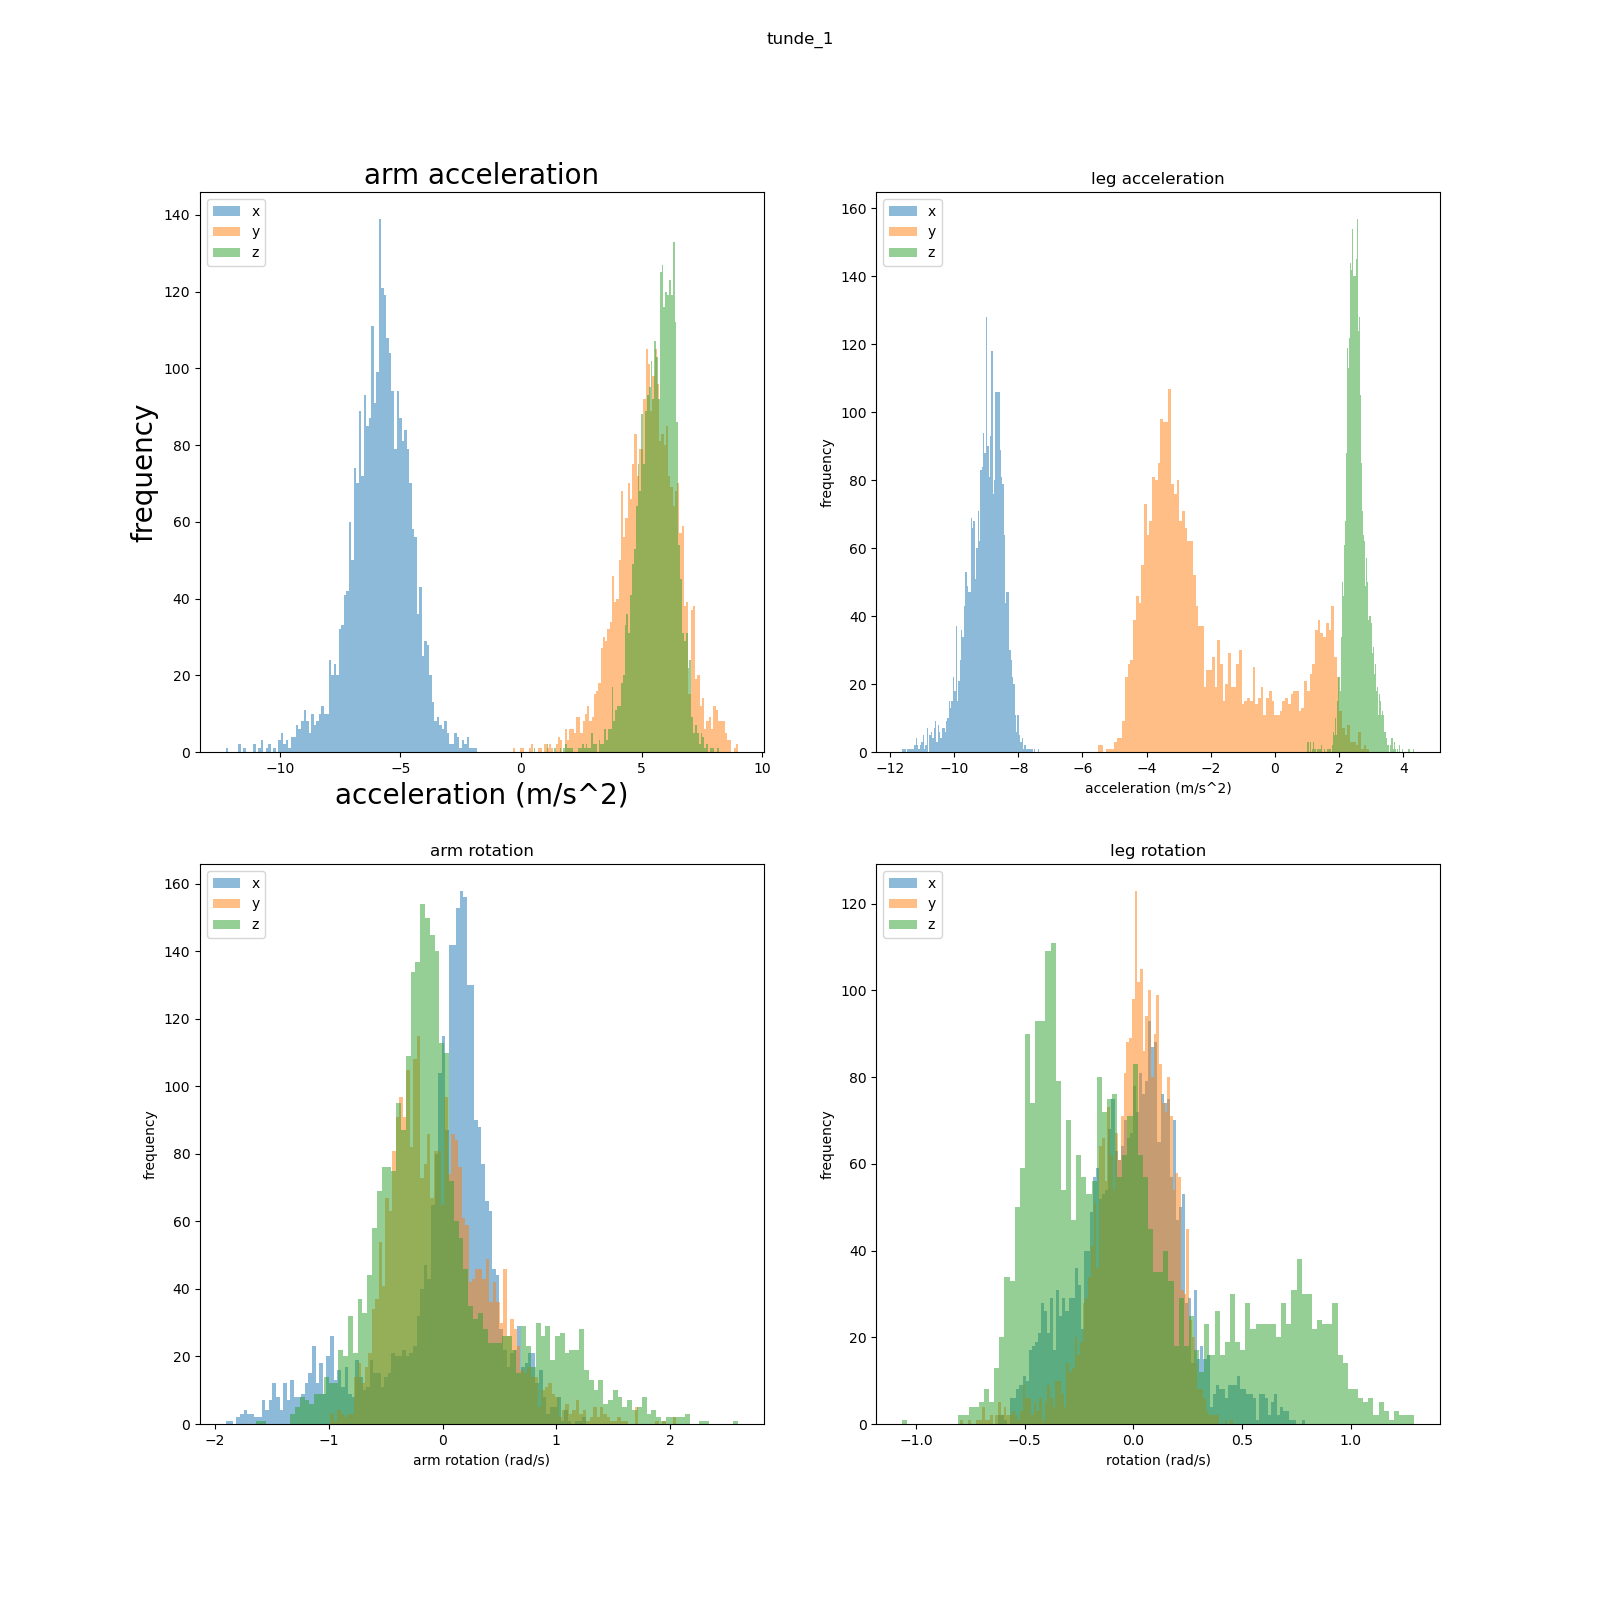 tunde_1
arm acceleration
frequency
140
120
100
80
60
40
20
0
x
y
z
−10
−5
0
5
10
acceleration (m/s^2)
leg acceleration
frequency
160
140
120
100
80
60
40
20
0
x
y
z
−12
−10
−8
−6
−4
−2
0
2
4
acceleration (m/s^2)
arm rotation
frequency
160
140
120
100
80
60
40
20
0
x
y
z
−2
−1
0
1
2
arm rotation (rad/s)
leg rotation
frequency
120
100
80
60
40
20
0
x
y
z
−1.0
−0.5
0.0
0.5
1.0
rotation (rad/s)